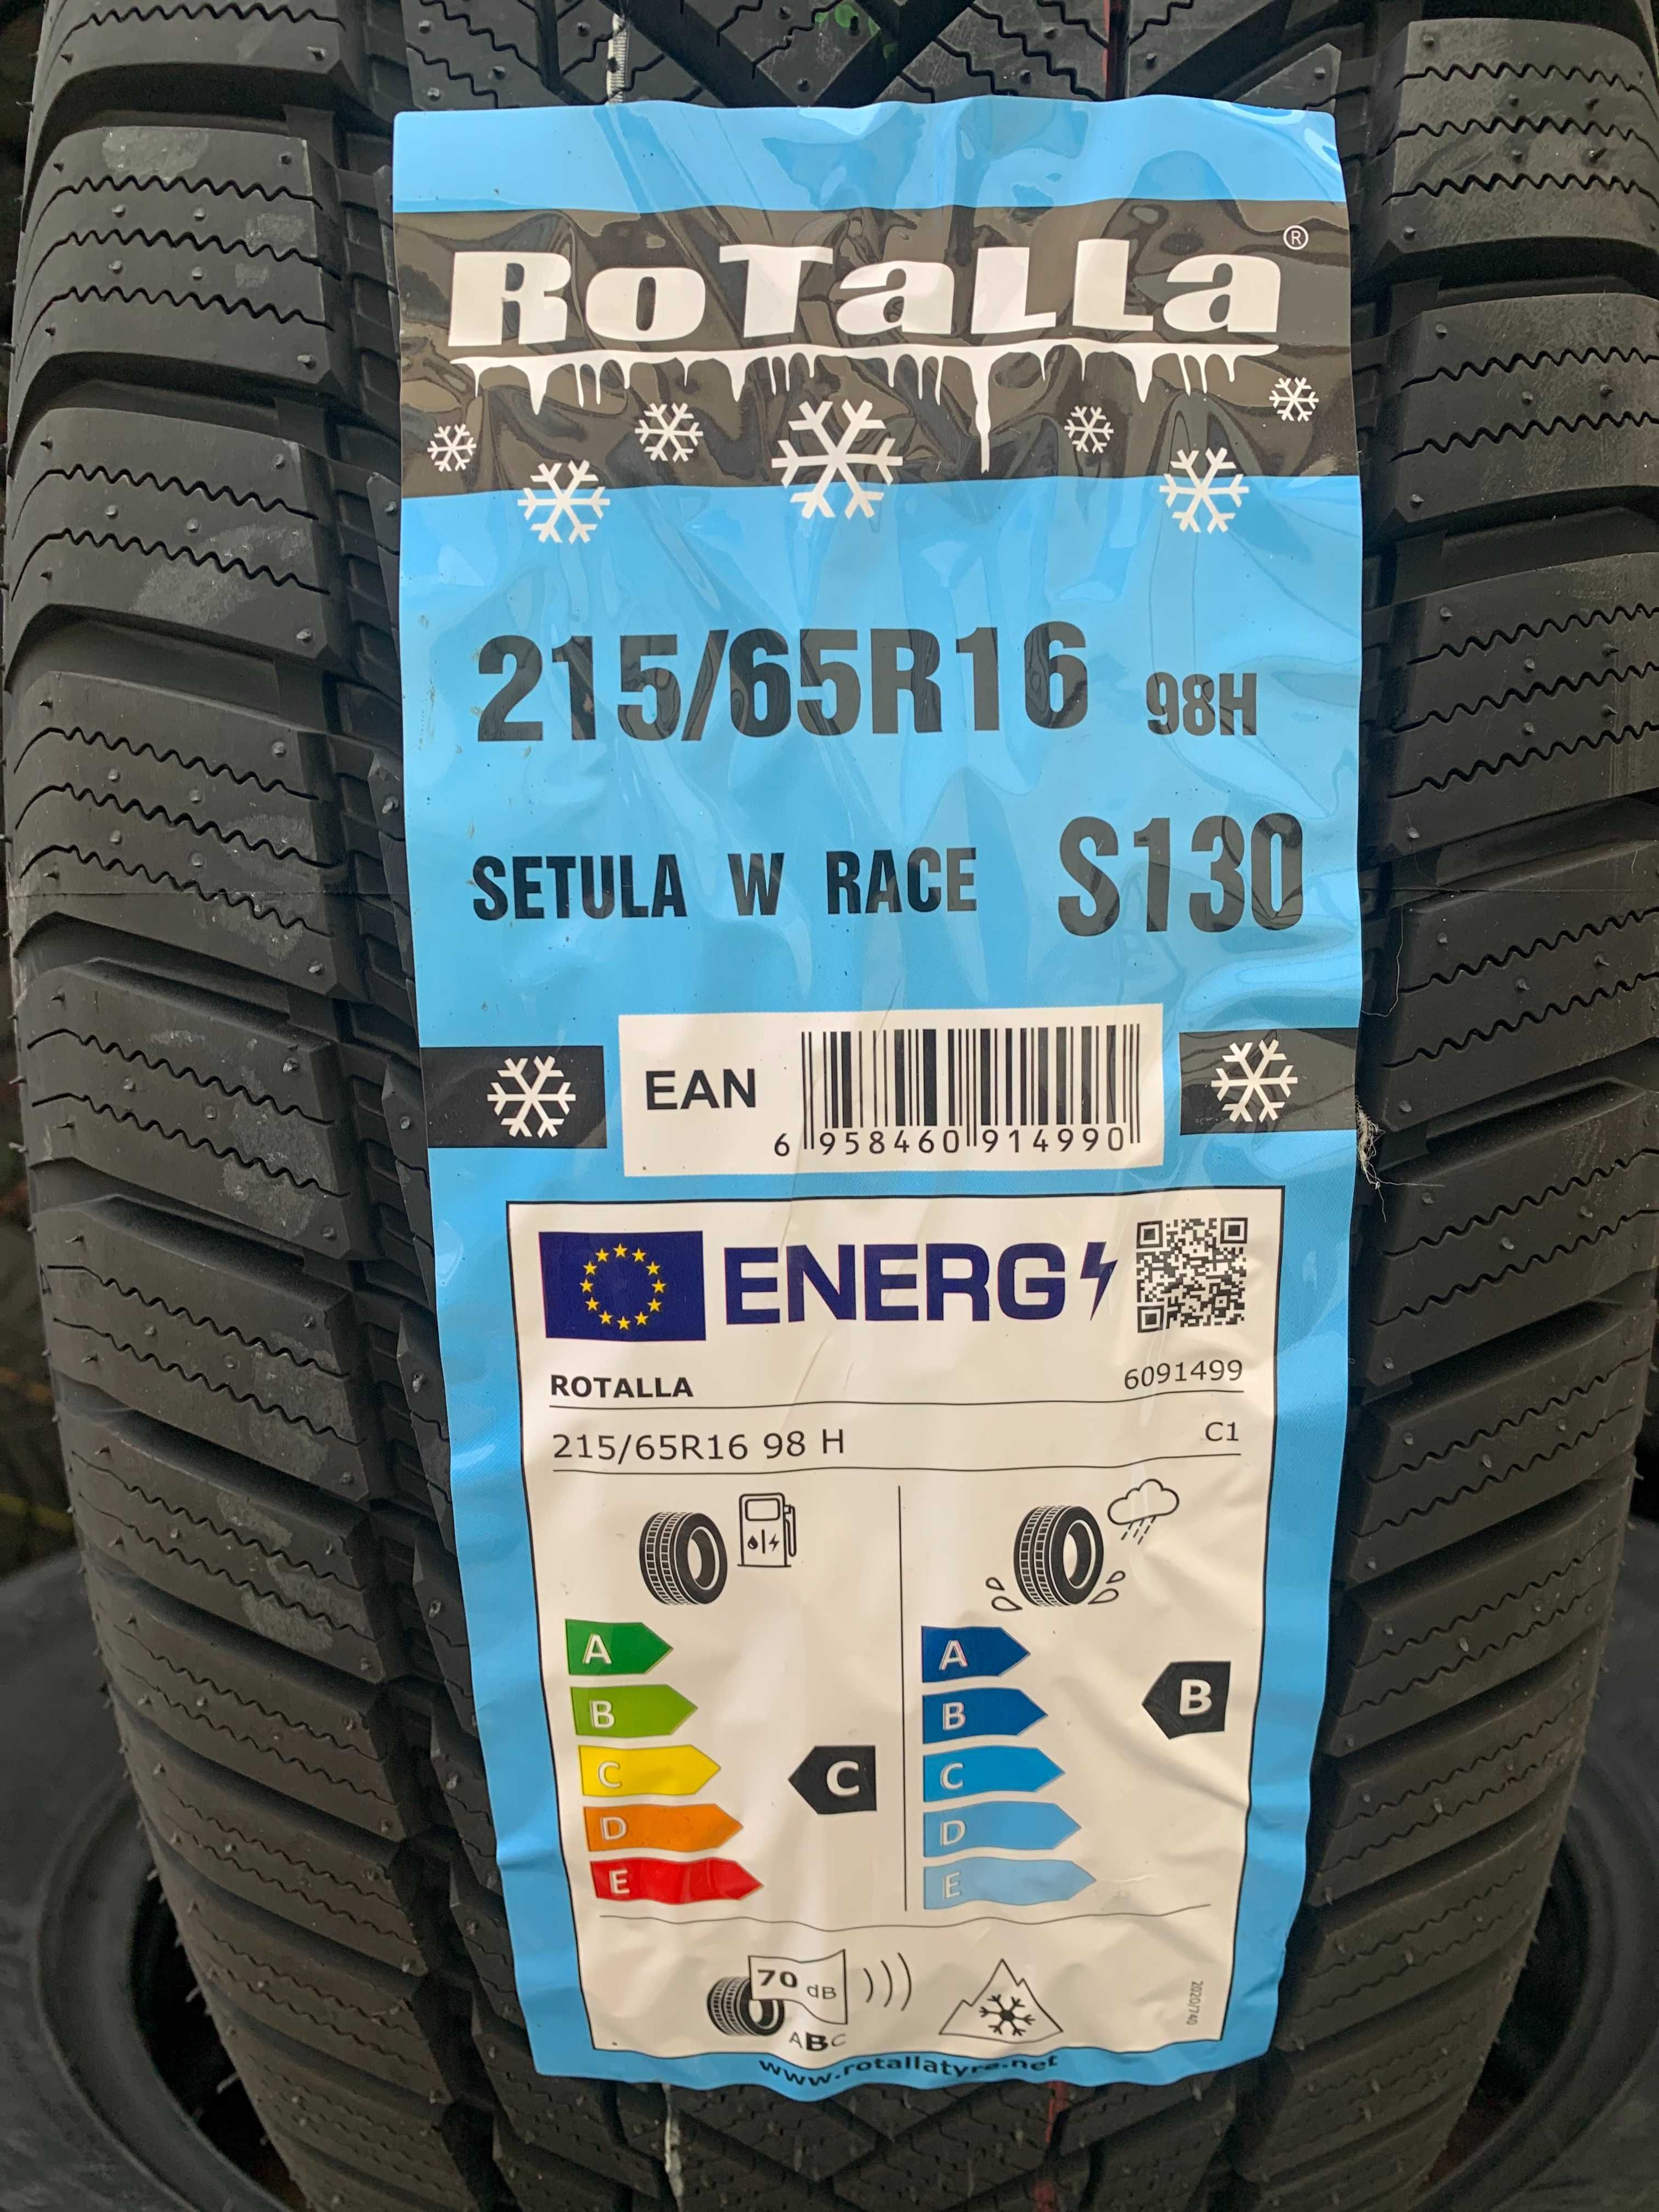 RoTaLLa ®
215/65R16 98H
SETULA W RACE S130
EAN
6 958460 914990
ENERG
ROTALLA 6091499
215/65R16 98 H C1
A A
B B B
C C C
D D
E E
70 dB
ABC
2020/740
www.rotallatyre.net